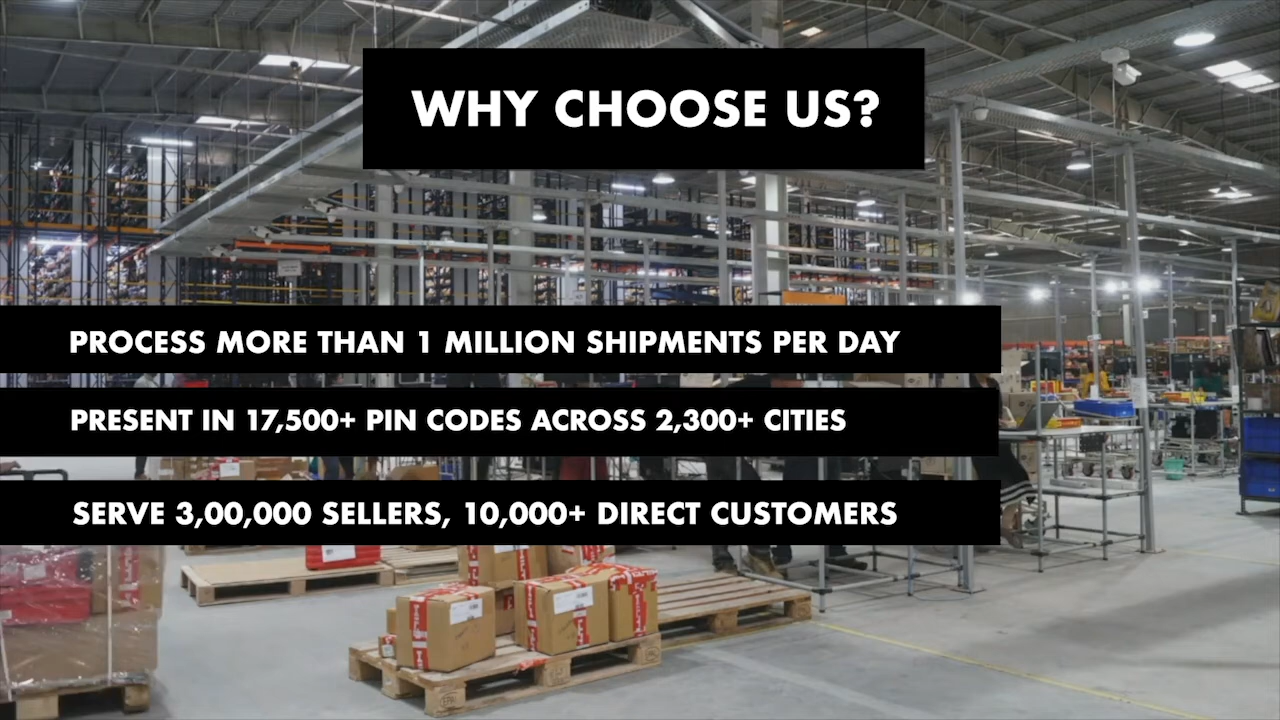 WHY CHOOSE US?
PROCESS MORE THAN 1 MILLION SHIPMENTS PER DAY
PRESENT IN 17,500+ PIN CODES ACROSS 2,300+ CITIES
SERVE 3,00,000 SELLERS, 10,000+ DIRECT CUSTOMERS